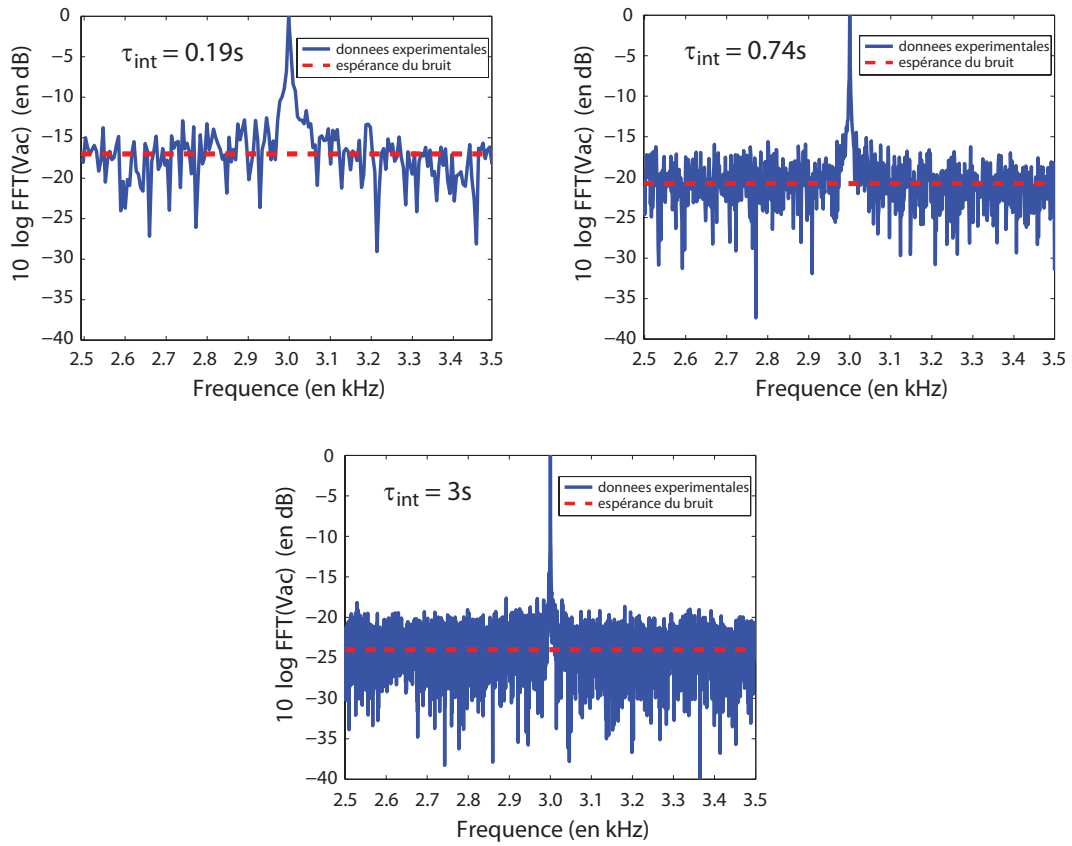 τint = 0.19s
donnees experimentales
espérance du bruit
0
−5
−10
−15
−20
−25
−30
−35
−40
10 log FFT(Vac) (en dB)
2.5 2.6 2.7 2.8 2.9 3.0 3.1 3.2 3.3 3.4 3.5
Frequence (en kHz)
τint = 0.74s
donnees experimentales
espérance du bruit
0
−5
−10
−15
−20
−25
−30
−35
−40
10 log FFT(Vac) (en dB)
2.5 2.6 2.7 2.8 2.9 3.0 3.1 3.2 3.3 3.4 3.5
Frequence (en kHz)
τint = 3s
donnees experimentales
espérance du bruit
0
−5
−10
−15
−20
−25
−30
−35
−40
10 log FFT(Vac) (en dB)
2.5 2.6 2.7 2.8 2.9 3.0 3.1 3.2 3.3 3.4 3.5
Frequence (en kHz)